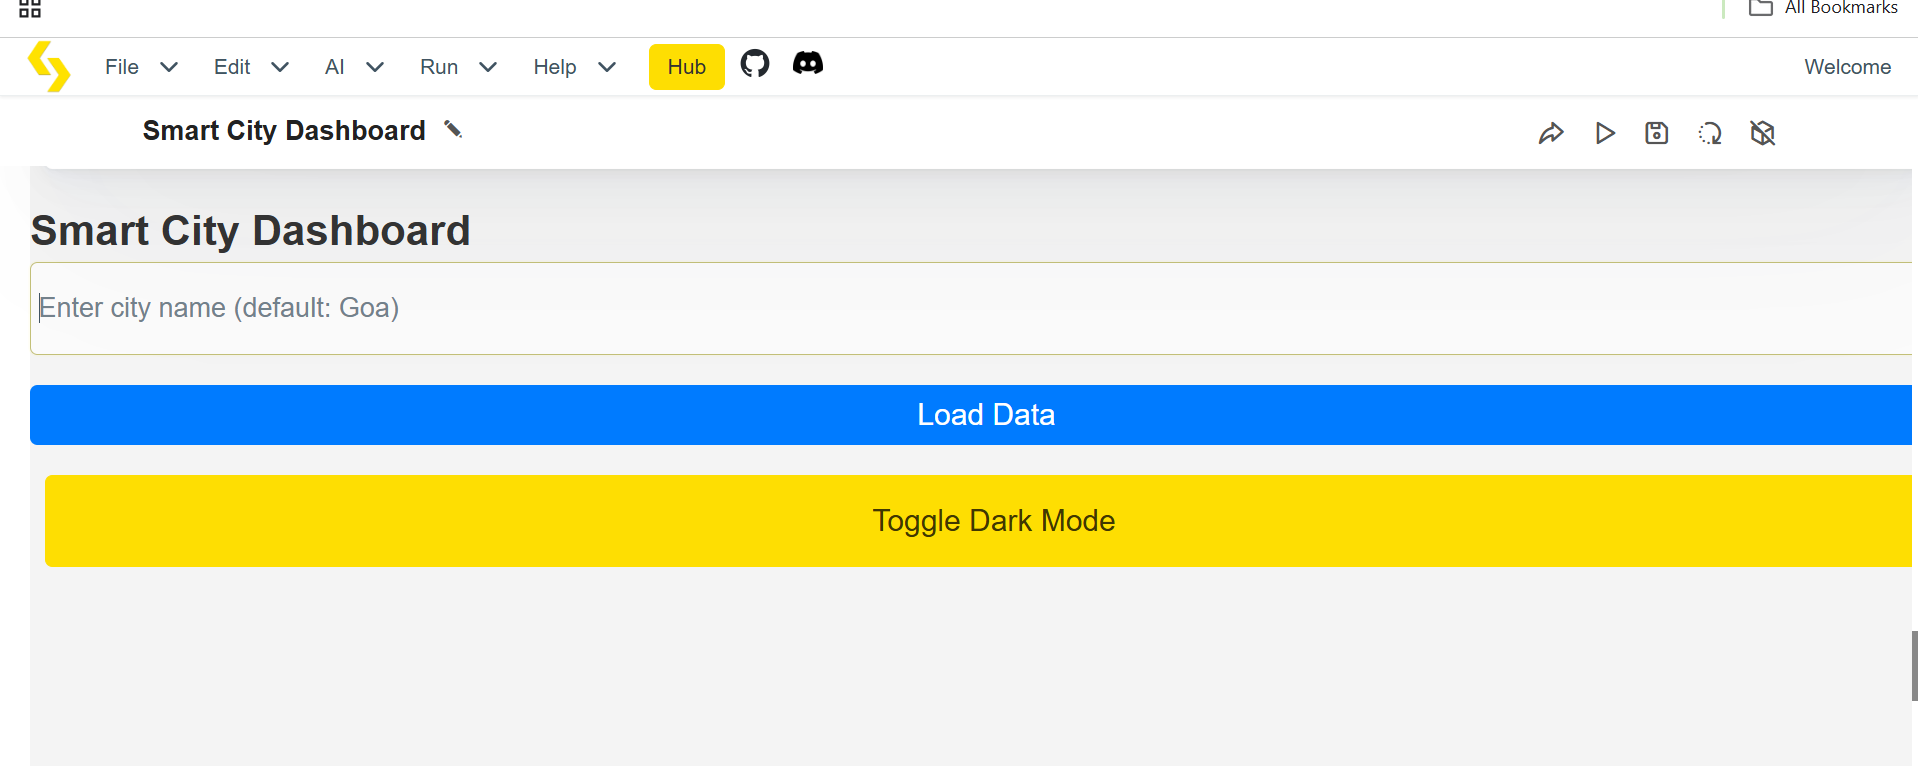 All Bookmarks
File Edit AI Run Help Hub Welcome
Smart City Dashboard
Smart City Dashboard
Enter city name (default: Goa)
Load Data
Toggle Dark Mode